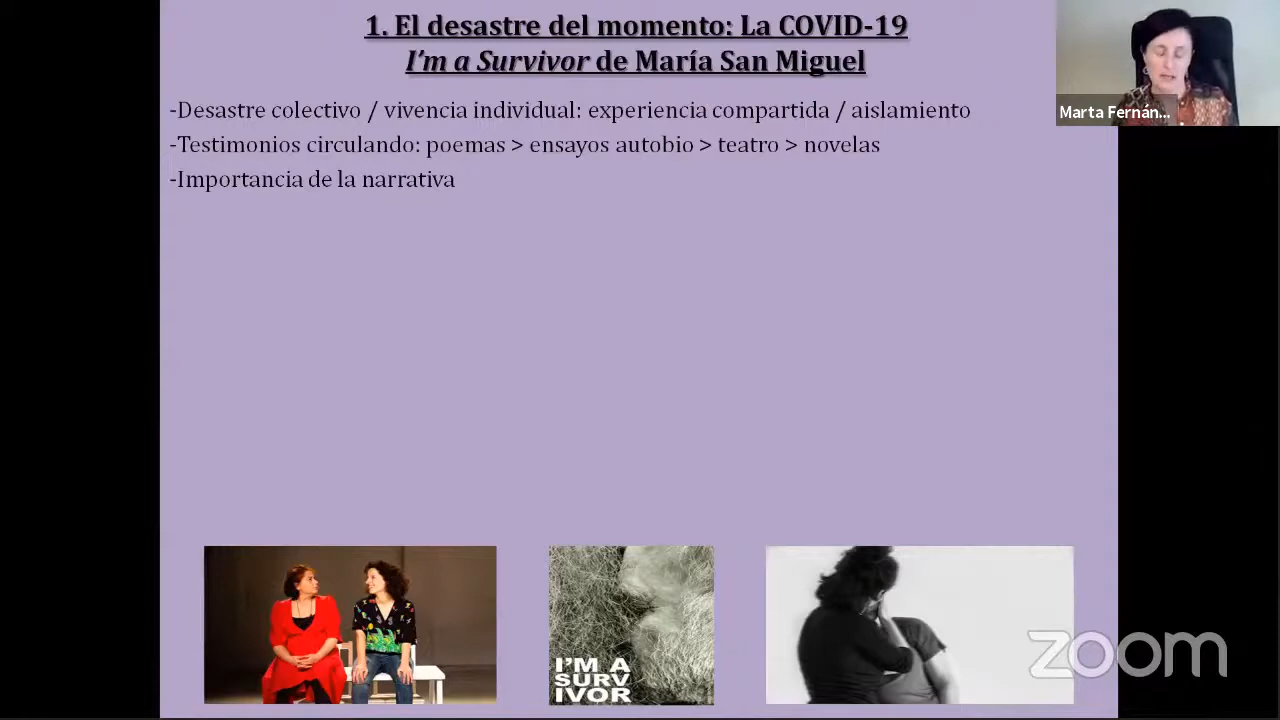 1. El desastre del momento: La COVID-19
I'm a Survivor de María San Miguel
-Desastre colectivo / vivencia individual: experiencia compartida / aislamiento
-Testimonios circulando: poemas > ensayos autobio > teatro > novelas
-Importancia de la narrativa
Marta Fernán...
I'M A
SURV
IVOR
zoom